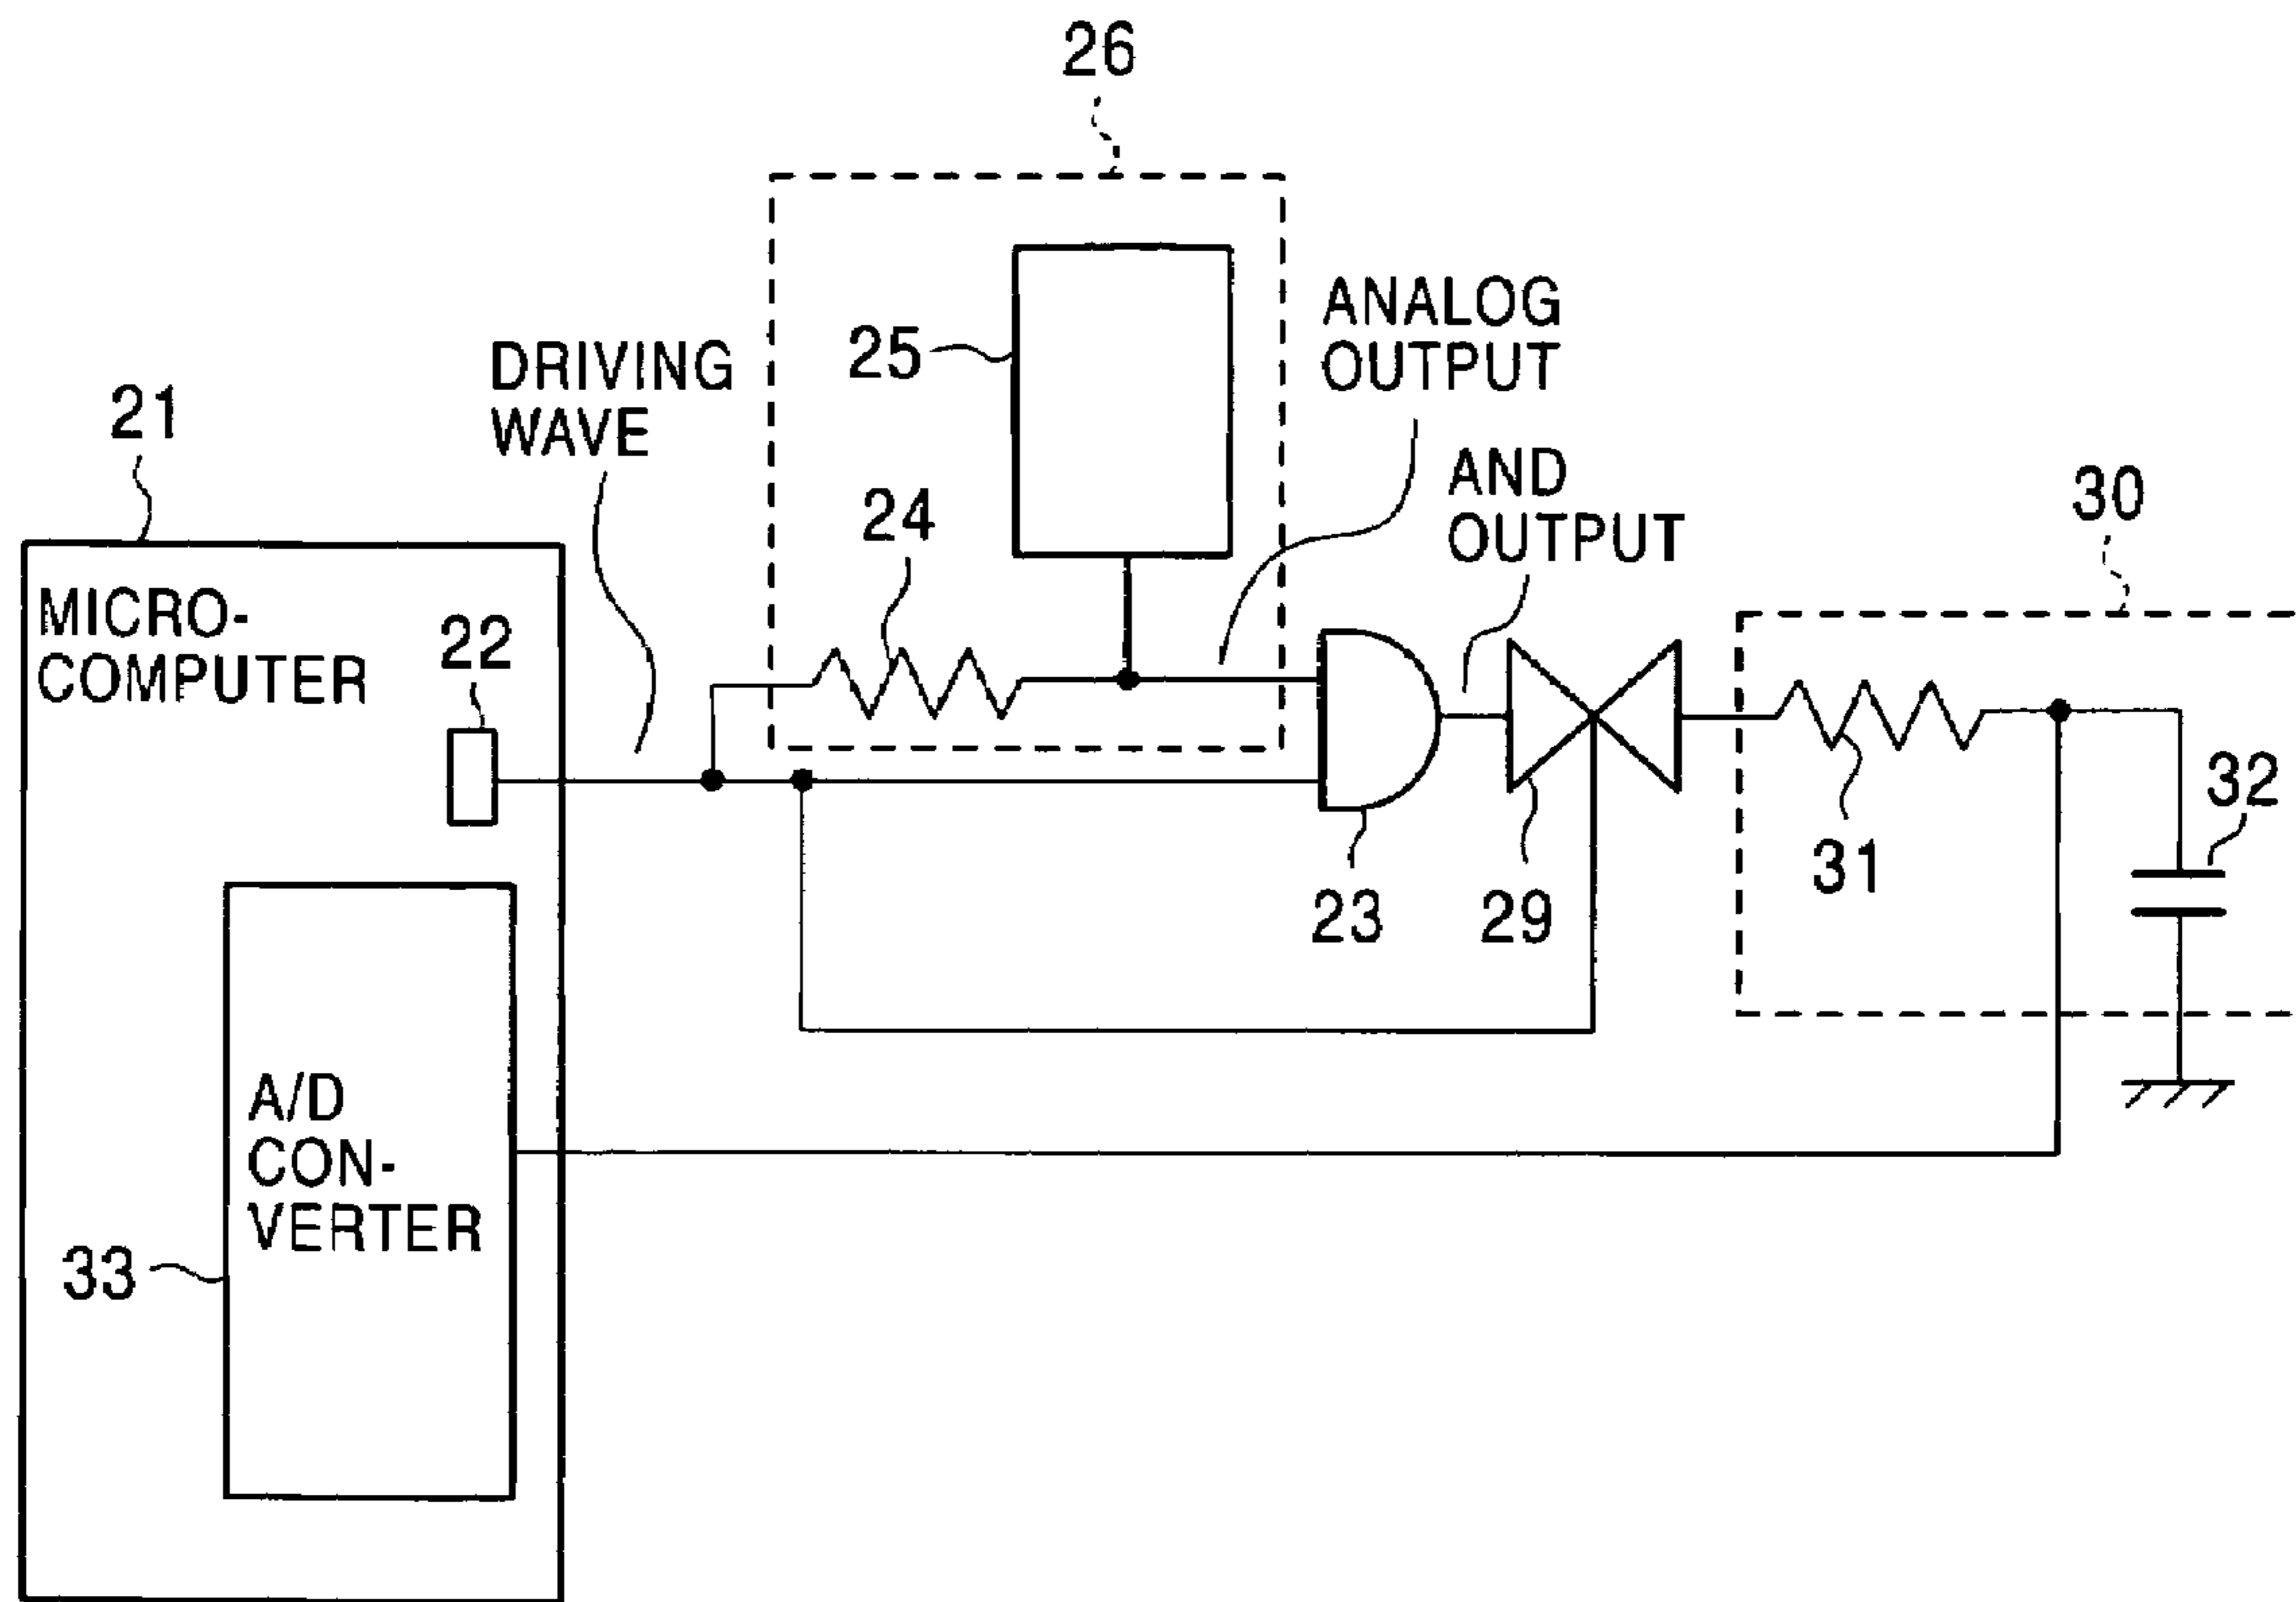 26
ANALOG
OUTPUT
25
DRIVING
WAVE
21
AND
OUTPUT
30
24
MICRO-
COMPUTER
22
32
31
23
29
A/D
CON-
VERTER
33